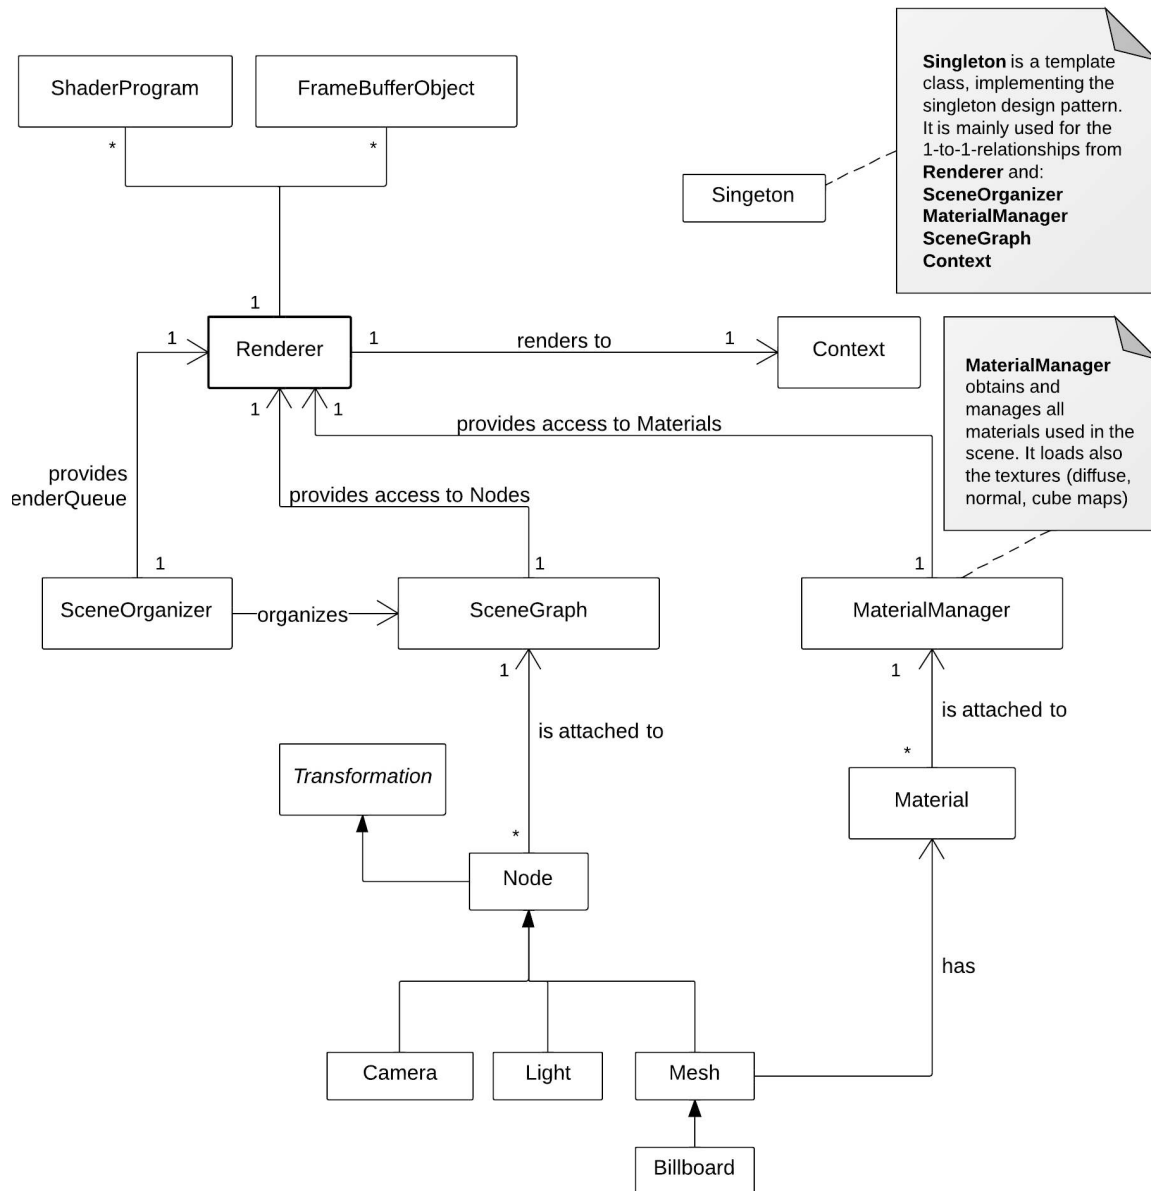 ShaderProgram
FrameBufferObject
*
*
Singleton is a template
class, implementing the
singleton design pattern.
It is mainly used for the
1-to-1-relationships from
Renderer and:
SceneOrganizer
MaterialManager
SceneGraph
Context
Singeton
1
1
Renderer
1
renders to
1
Context
1
1
MaterialManager
obtains and
manages all
materials used in the
scene. It loads also
the textures (diffuse,
normal, cube maps)
provides access to Materials
provides
enderQueue
provides access to Nodes
1
1
1
SceneOrganizer
organizes
SceneGraph
MaterialManager
1
1
is attached to
is attached to
Transformation
*
*
Material
Node
has
Camera
Light
Mesh
Billboard